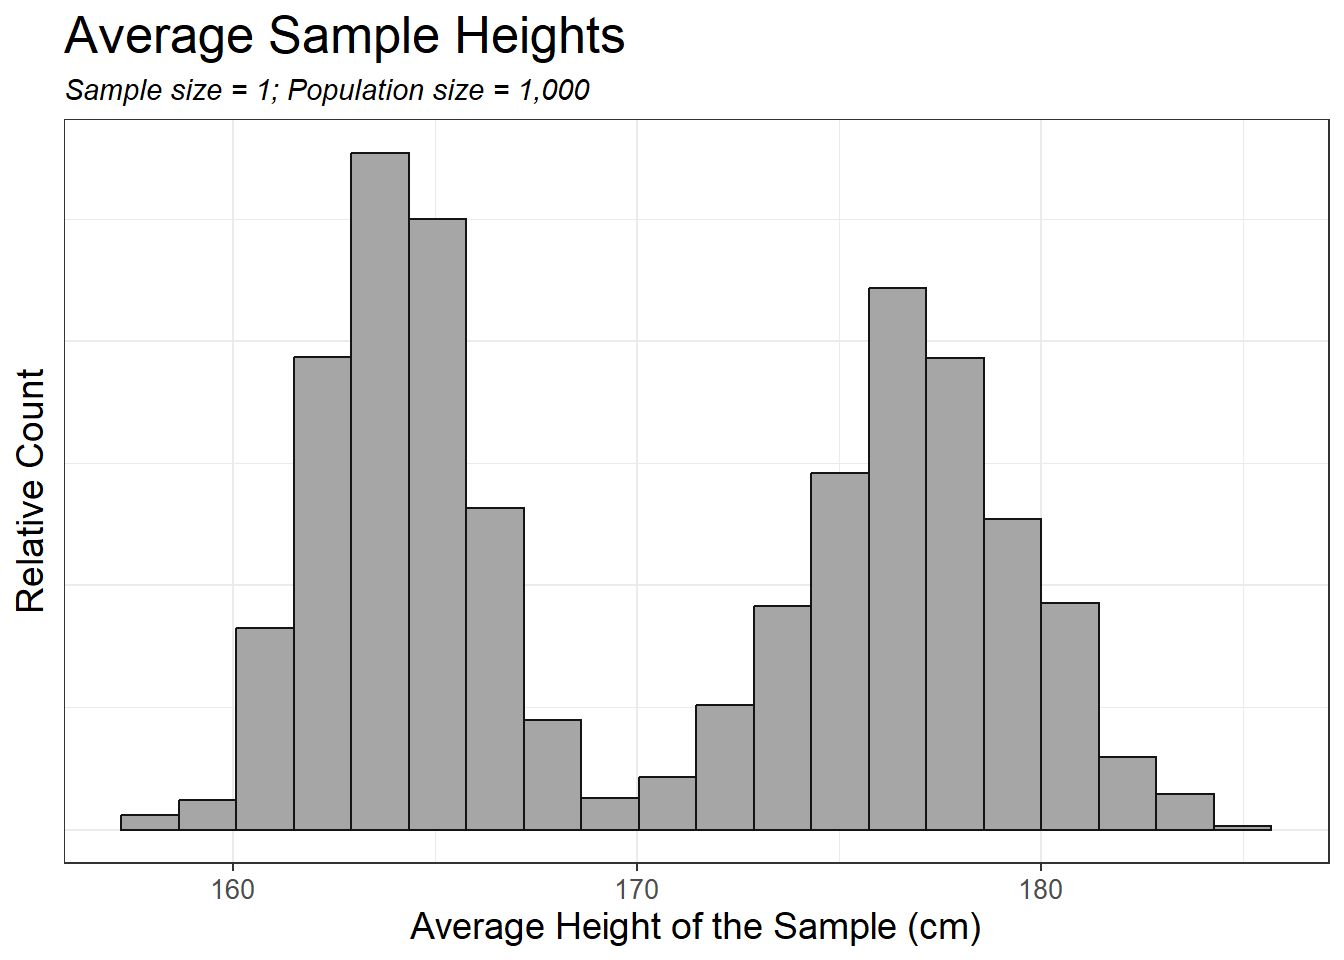 Average Sample Heights
Sample size = 1; Population size = 1,000
Relative Count
160
170
180
Average Height of the Sample (cm)